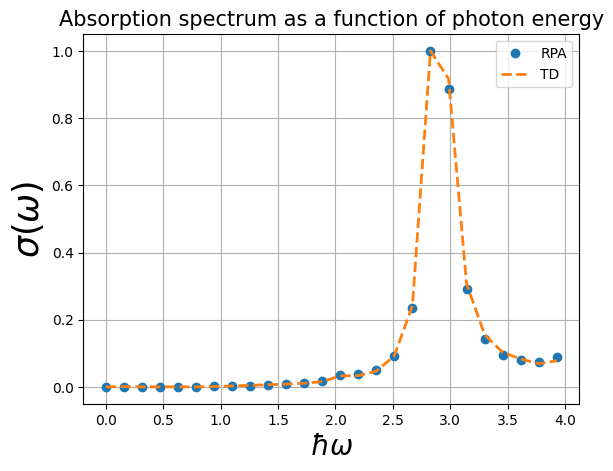 Absorption spectrum as a function of photon energy
RPA
TD
σ(ω)
1.0
0.8
0.6
0.4
0.2
0.0
0.0 0.5 1.0 1.5 2.0 2.5 3.0 3.5 4.0
ħω